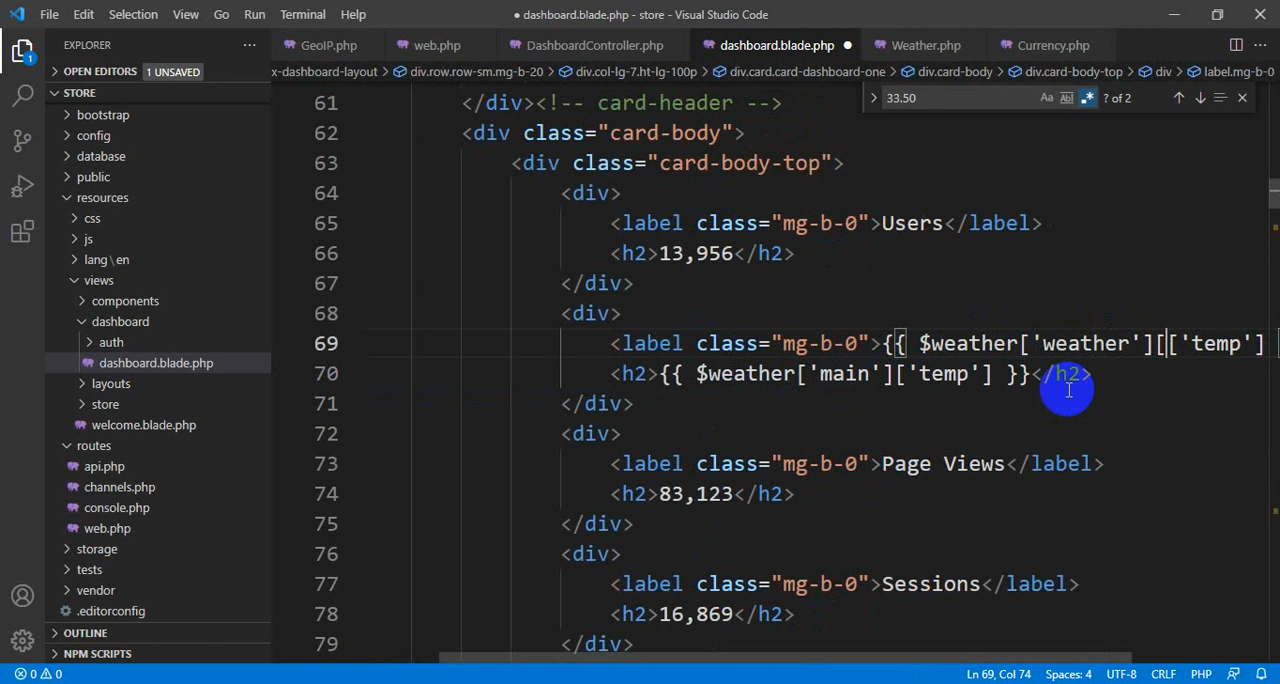 File Edit Selection View Go Run Terminal Help
● dashboard.blade.php - store - Visual Studio Code
EXPLORER
OPEN EDITORS 1 UNSAVED
STORE
bootstrap
config
database
public
resources
css
js
lang\en
views
components
dashboard
auth
dashboard.blade.php
layouts
store
welcome.blade.php
routes
api.php
channels.php
console.php
web.php
storage
tests
vendor
.editorconfig
OUTLINE
NPM SCRIPTS
GeoIP.php web.php DashboardController.php dashboard.blade.php ● Weather.php Currency.php
x-dashboard-layout > div.row.row-sm.mg-b-20 > div.col-lg-7.ht-lg-100p > div.card.card-dashboard-one > div.card-body > div.card-body-top > div > label.mg-b-0
33.50 Aa Abl .* ? of 2
61 </div><!-- card-header -->
62 <div class="card-body">
63 <div class="card-body-top">
64 <div>
65 <label class="mg-b-0">Users</label>
66 <h2>13,956</h2>
67 </div>
68 <div>
69 <label class="mg-b-0">{{ $weather['weather'][['temp']
70 <h2>{{ $weather['main']['temp'] }}</h2>
71 </div>
72 <div>
73 <label class="mg-b-0">Page Views</label>
74 <h2>83,123</h2>
75 </div>
76 <div>
77 <label class="mg-b-0">Sessions</label>
78 <h2>16,869</h2>
79 </div>
0 0 Ln 69, Col 74 Spaces: 4 UTF-8 CRLF PHP